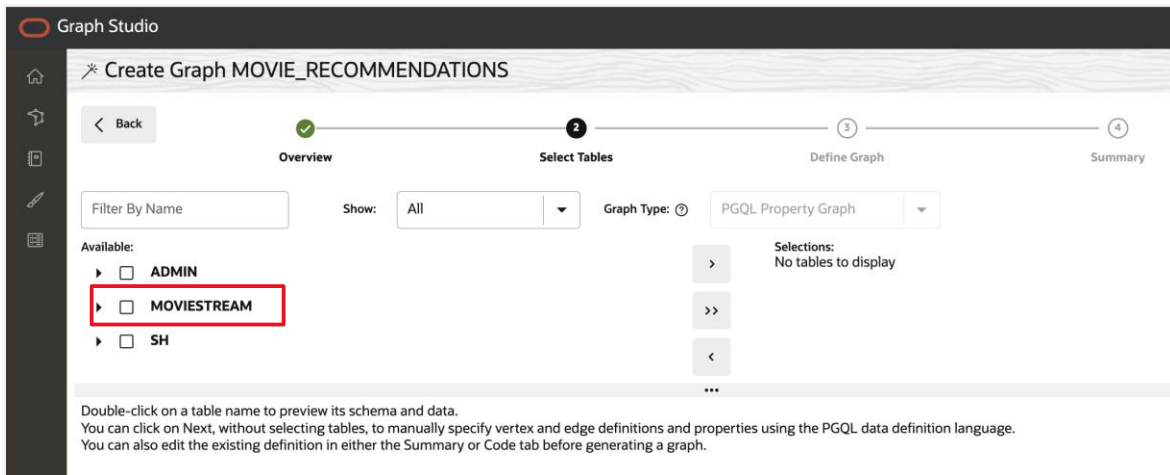 Graph Studio
Create Graph MOVIE_RECOMMENDATIONS
Back
2
3
4
Overview
Select Tables
Define Graph
Summary
Filter By Name
Show:
All
Graph Type:
PGQL Property Graph
Available:
Selections:
No tables to display
ADMIN
MOVIESTREAM
SH
Double-click on a table name to preview its schema and data.
You can click on Next, without selecting tables, to manually specify vertex and edge definitions and properties using the PGQL data definition language.
You can also edit the existing definition in either the Summary or Code tab before generating a graph.